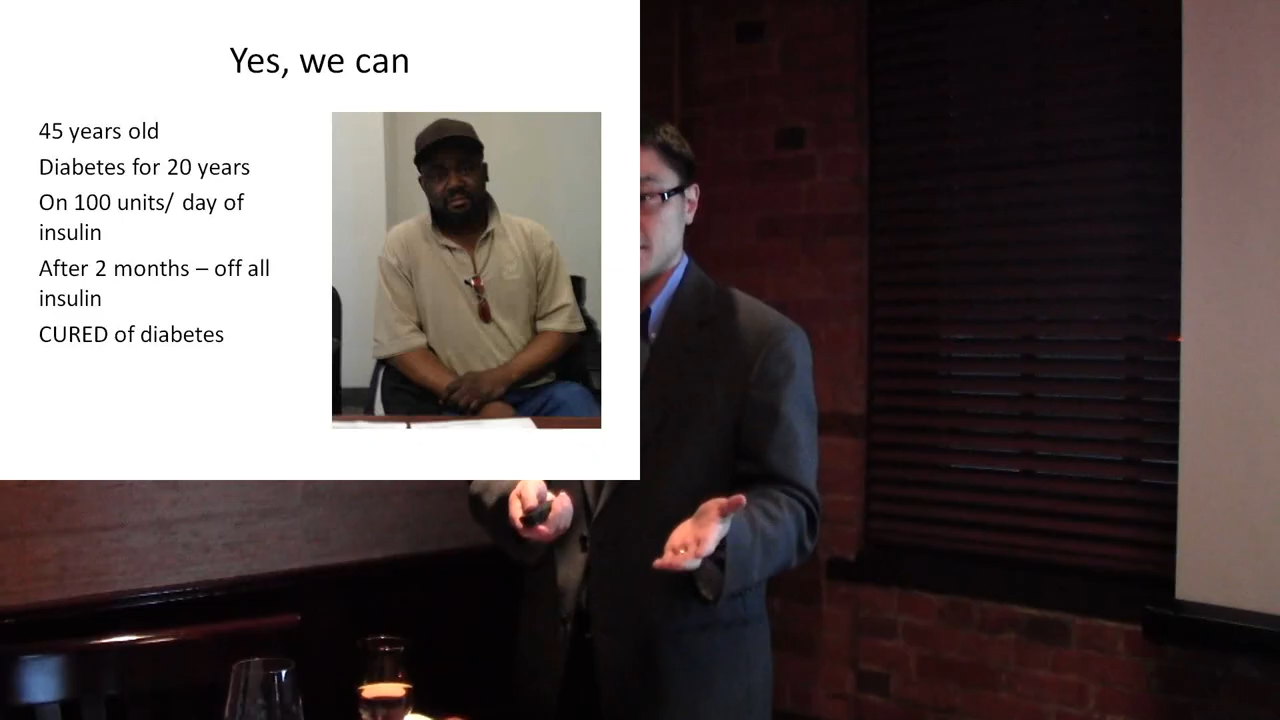 Yes, we can
45 years old
Diabetes for 20 years
On 100 units/ day of
insulin
After 2 months – off all
insulin
CURED of diabetes